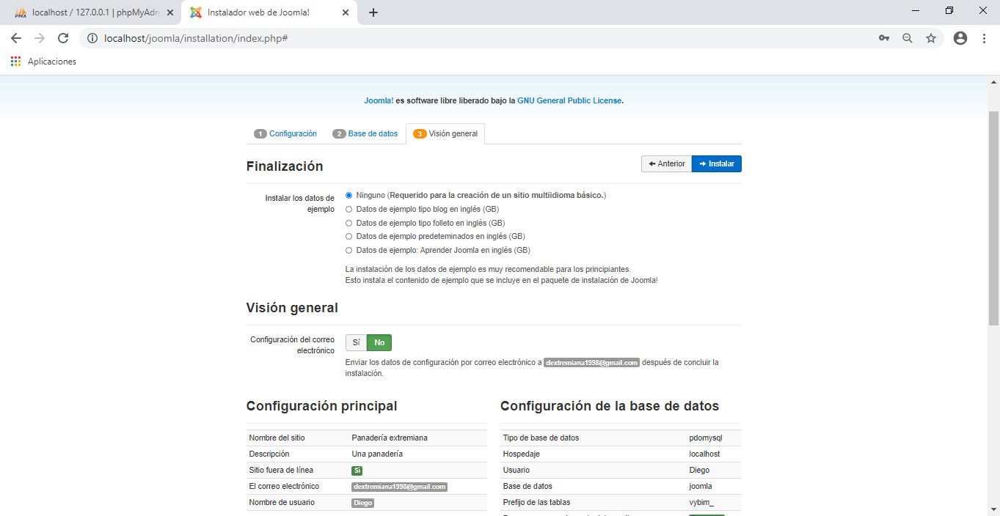 localhost / 127.0.0.1 | phpMyAdm
Instalador web de Joomla!
localhost/joomla/installation/index.php#
Aplicaciones
Joomla! es software libre liberado bajo la GNU General Public License.
1 Configuración
2 Base de datos
3 Visión general
Finalización
Anterior
Instalar
Instalar los datos de
ejemplo
Ninguno (Requerido para la creación de un sitio multiidioma básico.)
Datos de ejemplo tipo blog en inglés (GB)
Datos de ejemplo tipo folleto en inglés (GB)
Datos de ejemplo predeteminados en inglés (GB)
Datos de ejemplo: Aprender Joomla en inglés (GB)
La instalación de los datos de ejemplo es muy recomendable para los principiantes.
Esto instala el contenido de ejemplo que se incluye en el paquete de instalación de Joomla!
Visión general
Configuración del correo
electrónico
Sí No
Enviar los datos de configuración por correo electrónico a dextremiana1998@gmail.com después de concluir la
instalación.
Configuración principal
Nombre del sitio Panadería extremiana
Descripción Una panadería
Sitio fuera de línea Sí
El correo electrónico dextremiana1998@gmail.com
Nombre de usuario Diego
Configuración de la base de datos
Tipo de base de datos pdomysql
Hospedaje localhost
Usuario Diego
Base de datos joomla
Prefijo de las tablas vybim_